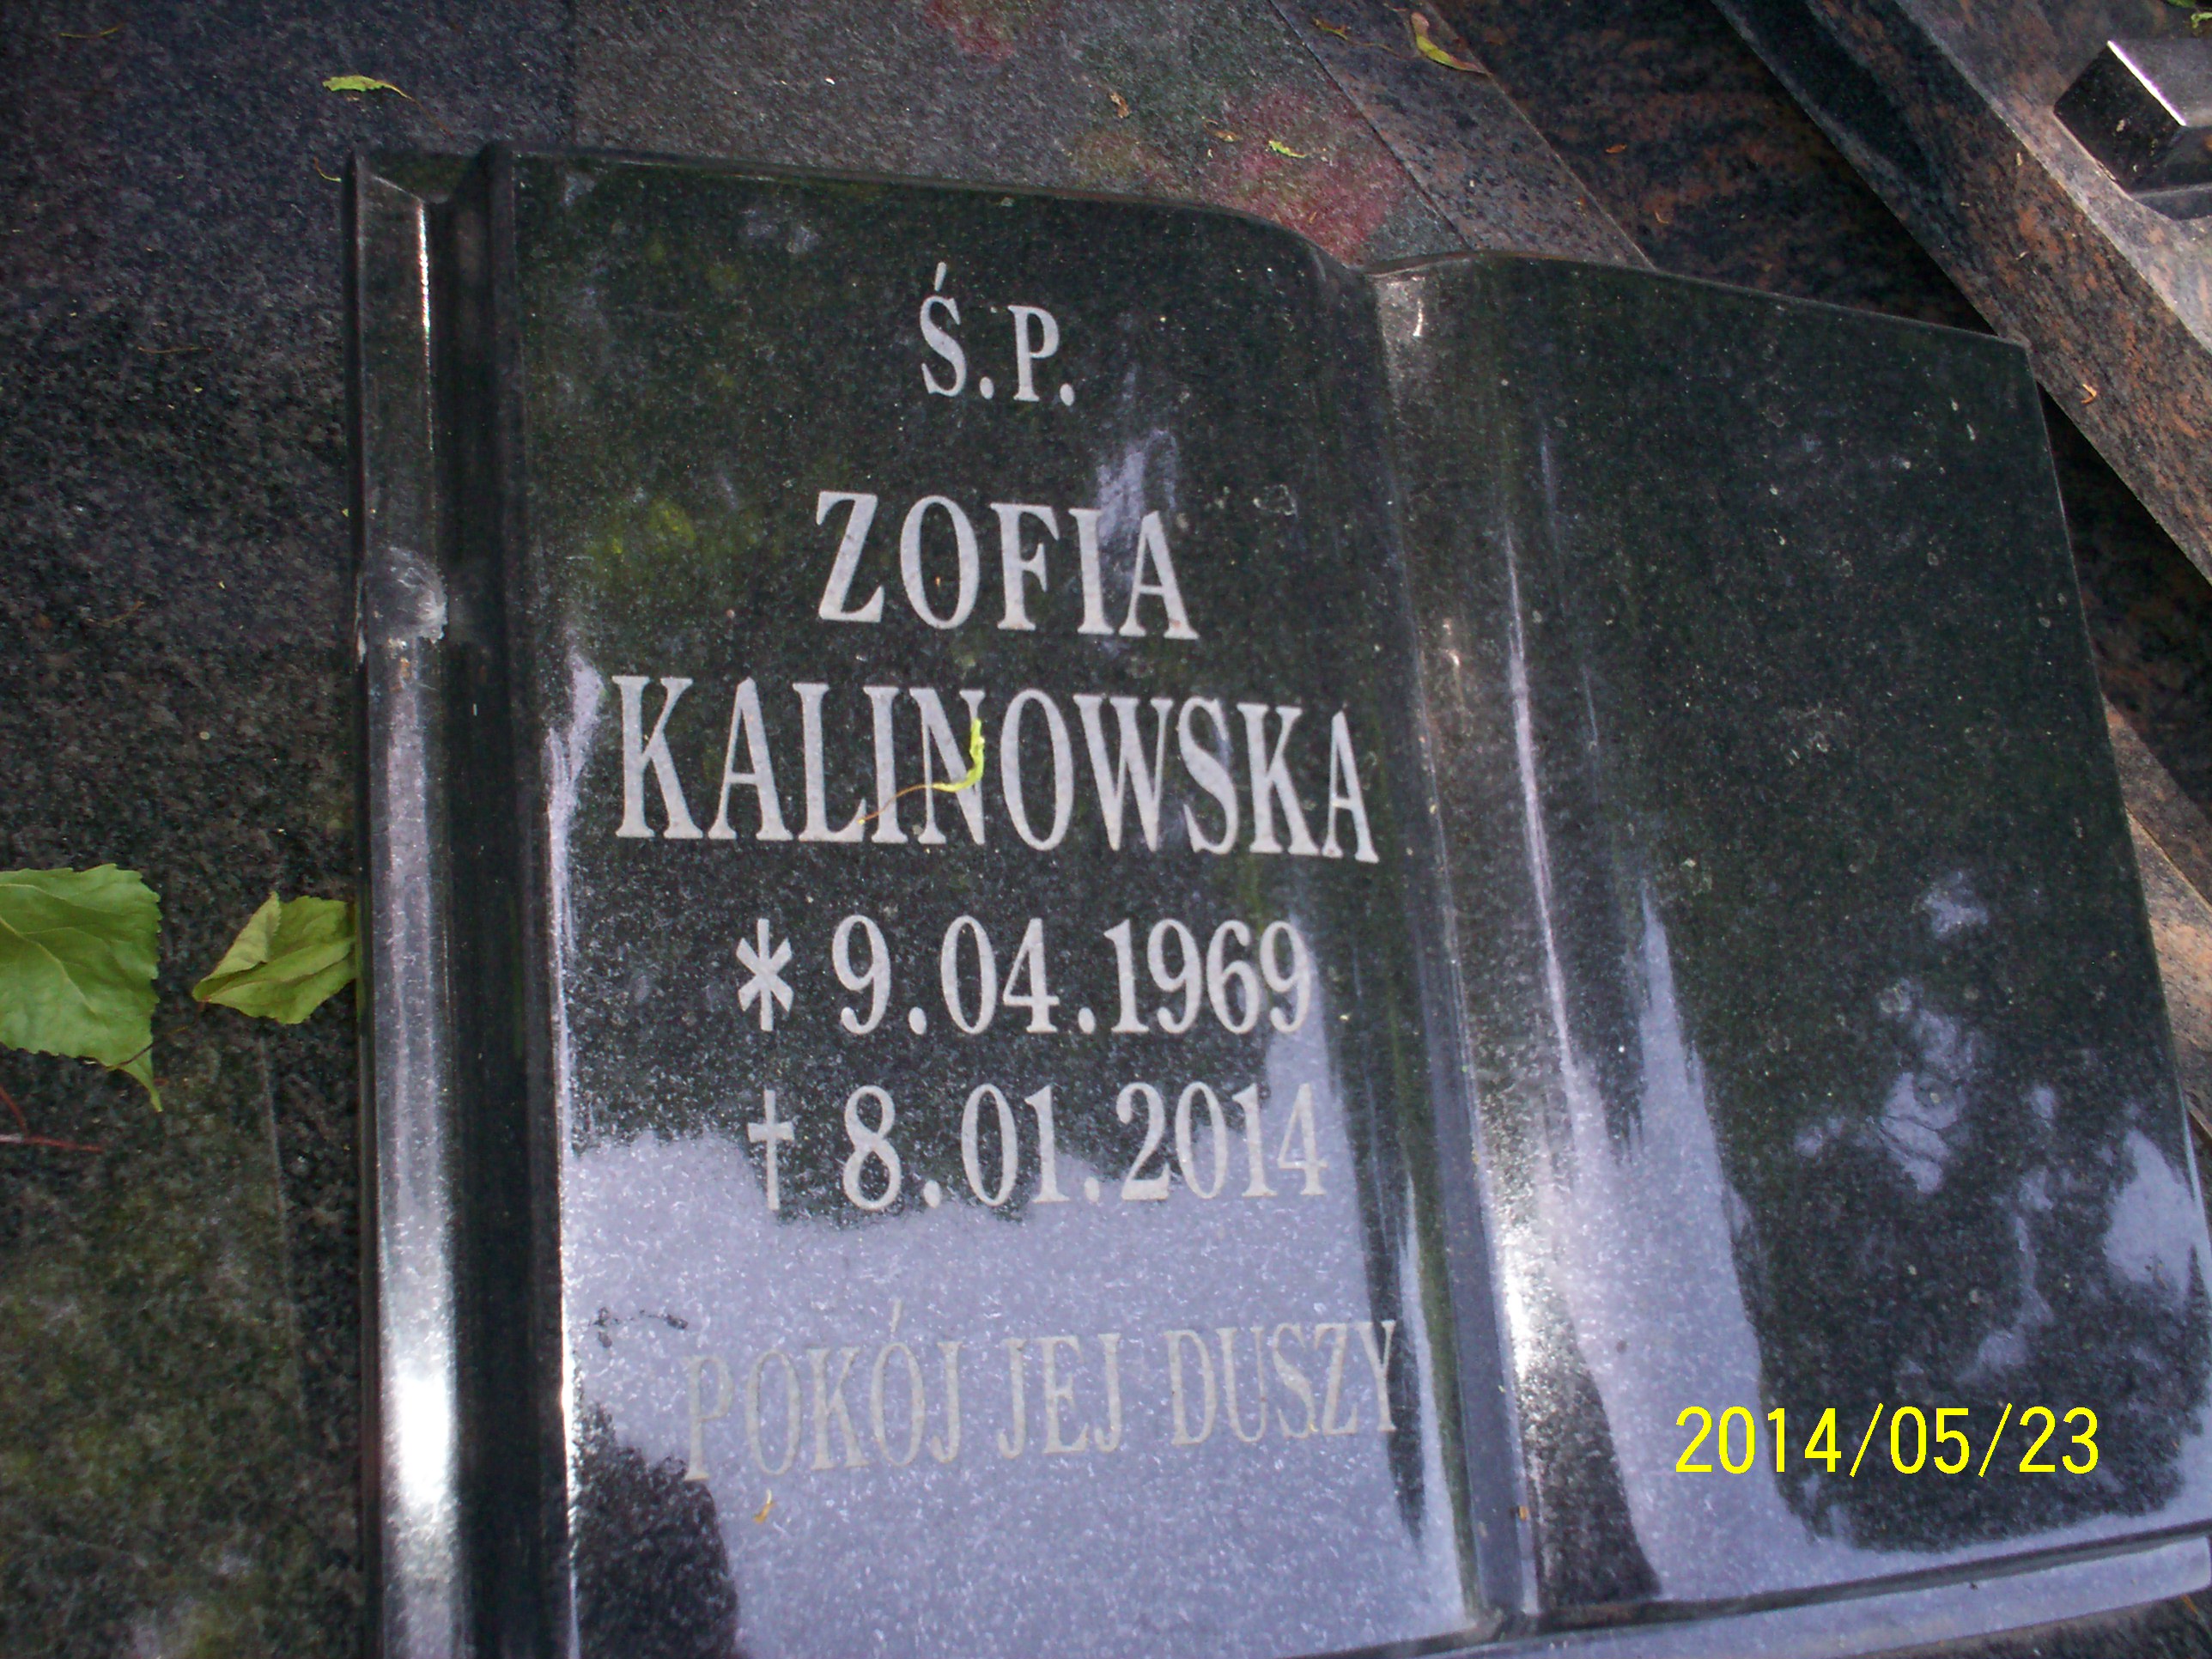 Ś.P.
ZOFIA
KALINOWSKA
* 9.04.1969
† 8.01.2014
POKÓJ JEJ DUSZY
2014/05/23